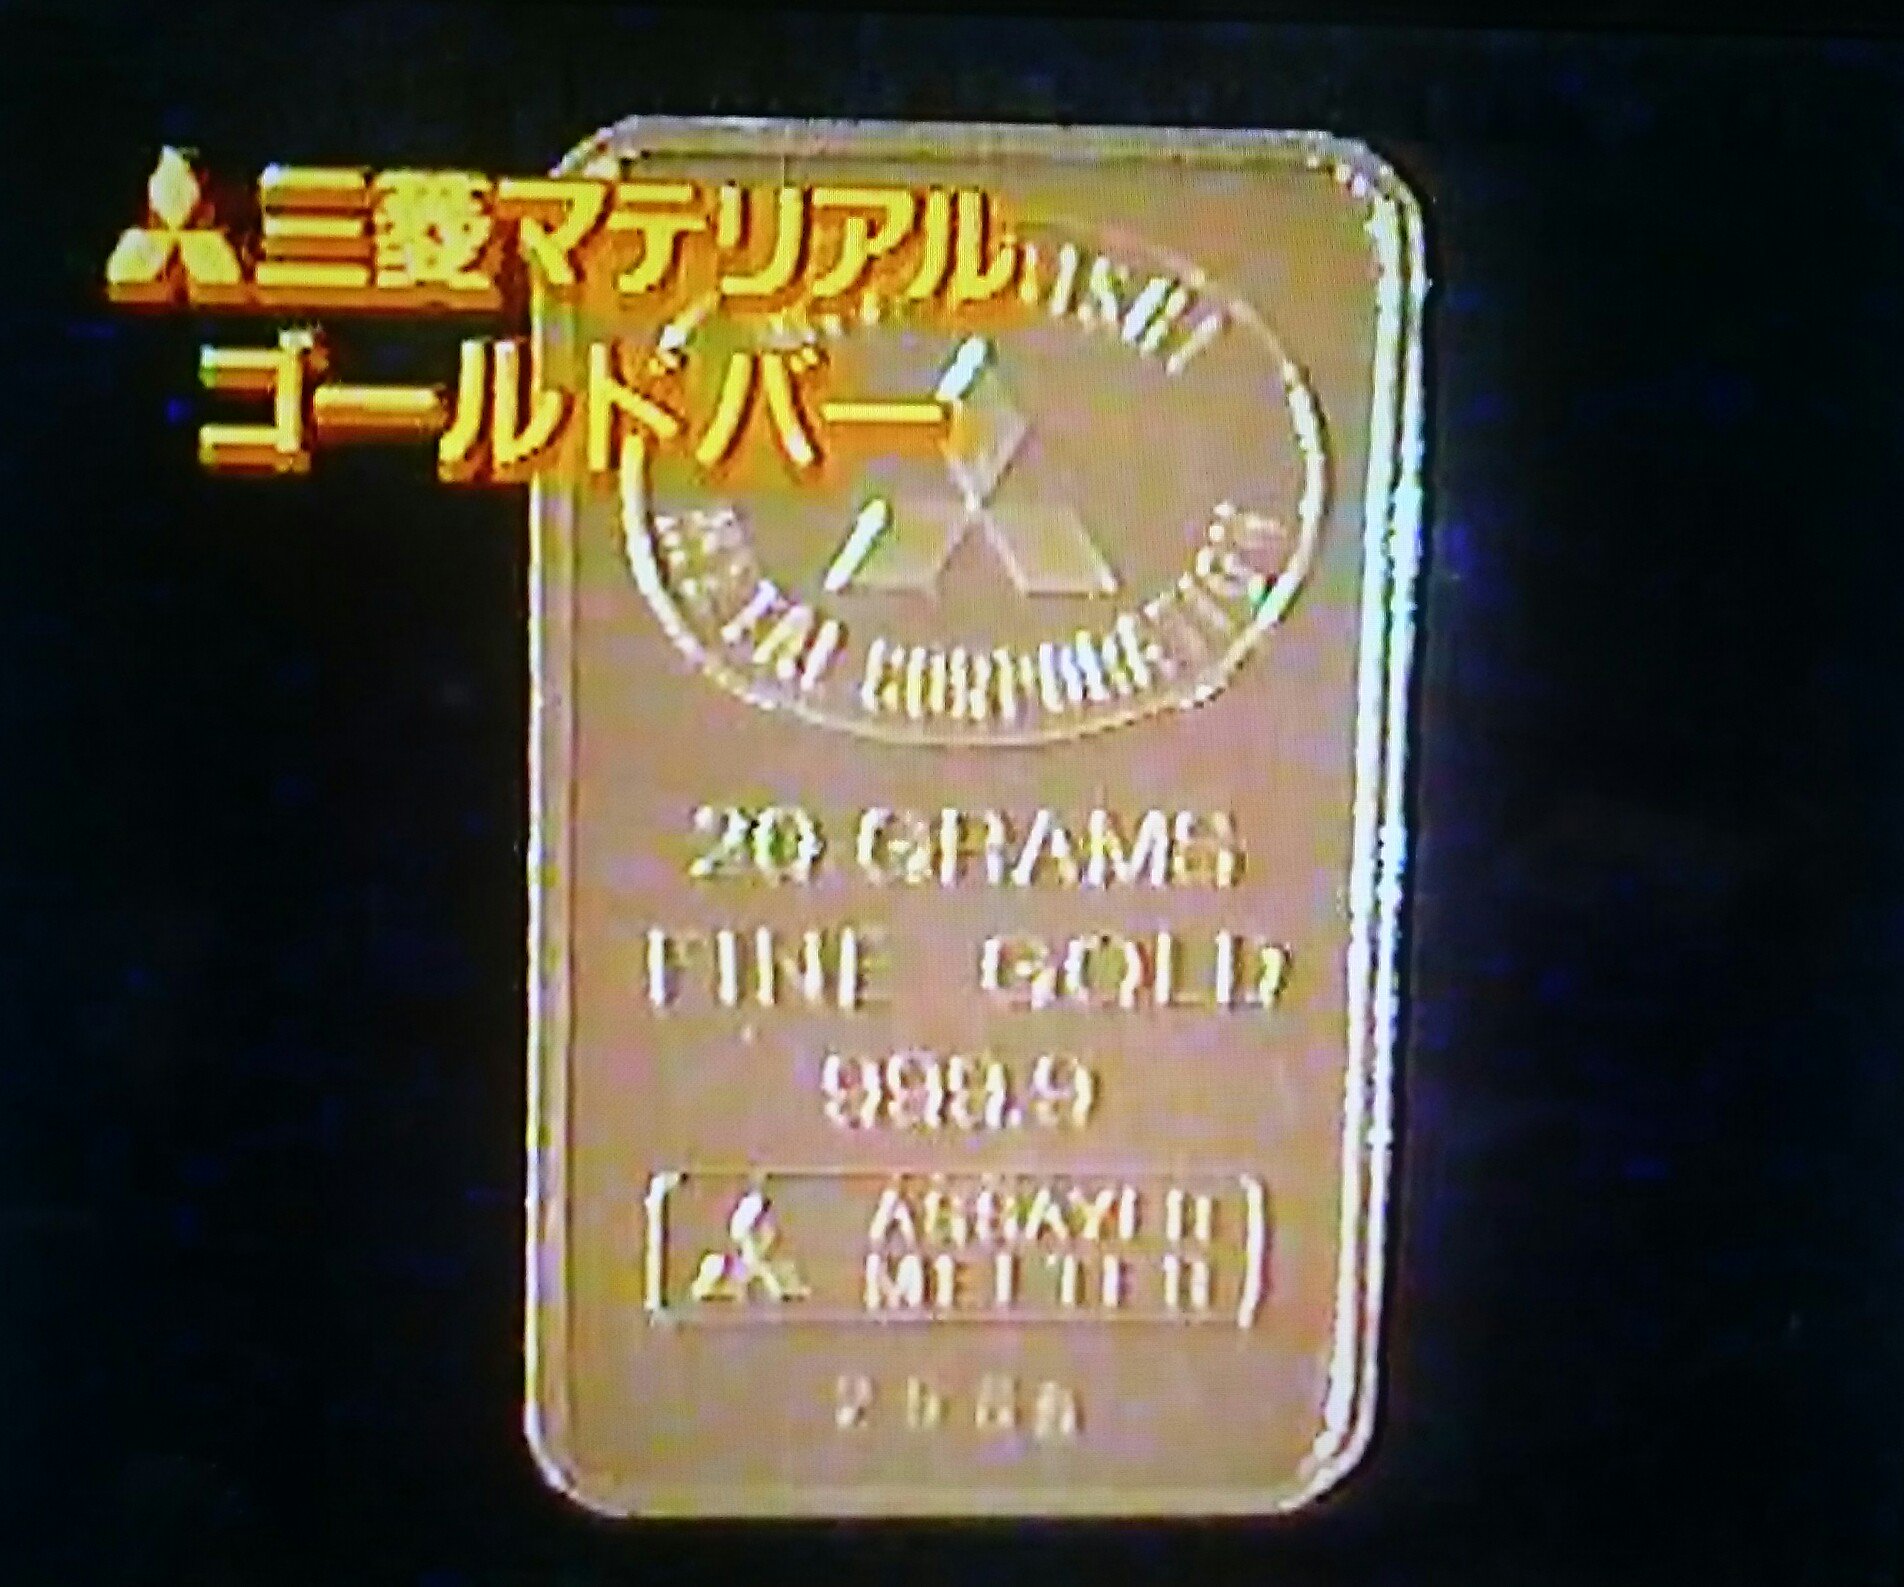 三菱マテリアル
ゴールドバー
CORPORATION
20 GRAMS
FINE GOLD
999.9
ASSAYER
MELTER